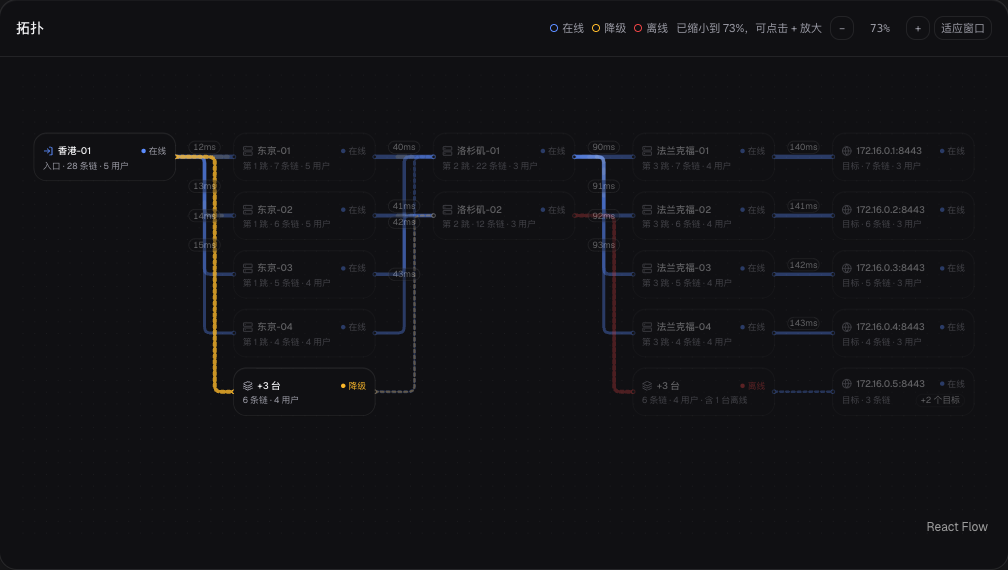 拓扑
在线 降级 离线 已缩小到 73%，可点击 + 放大 − 73% + 适应窗口
香港-01 在线
入口 · 28 条链 · 5 用户
12ms
13ms
14ms
15ms
东京-01 在线
第 1 跳 · 7 条链 · 5 用户
东京-02 在线
第 1 跳 · 6 条链 · 5 用户
东京-03 在线
第 1 跳 · 5 条链 · 4 用户
东京-04 在线
第 1 跳 · 4 条链 · 4 用户
+3 台 降级
6 条链 · 4 用户
40ms
41ms
42ms
43ms
洛杉矶-01 在线
第 2 跳 · 22 条链 · 3 用户
洛杉矶-02 在线
第 2 跳 · 12 条链 · 3 用户
90ms
91ms
92ms
93ms
法兰克福-01 在线
第 3 跳 · 7 条链 · 4 用户
法兰克福-02 在线
第 3 跳 · 6 条链 · 4 用户
法兰克福-03 在线
第 3 跳 · 5 条链 · 4 用户
法兰克福-04 在线
第 3 跳 · 4 条链 · 4 用户
+3 台 离线
6 条链 · 4 用户 · 含 1 台离线
140ms
141ms
142ms
143ms
172.16.0.1:8443 在线
目标 · 7 条链 · 3 用户
172.16.0.2:8443 在线
目标 · 6 条链 · 3 用户
172.16.0.3:8443 在线
目标 · 5 条链 · 3 用户
172.16.0.4:8443 在线
目标 · 4 条链 · 3 用户
172.16.0.5:8443 在线
目标 · 3 条链 +2 个目标
React Flow